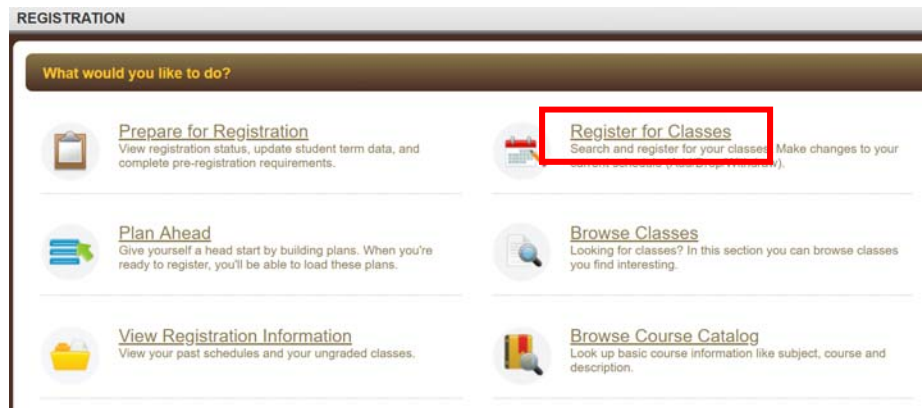 REGISTRATION
What would you like to do?
Prepare for Registration
View registration status, update student term data, and
complete pre-registration requirements.
Register for Classes
Search and register for your classes. Make changes to your
current schedule (Add/Drop/Withdraw).
Plan Ahead
Give yourself a head start by building plans. When you're
ready to register, you'll be able to load these plans.
Browse Classes
Looking for classes? In this section you can browse classes
you find interesting.
View Registration Information
View your past schedules and your ungraded classes.
Browse Course Catalog
Look up basic course information like subject, course and
description.